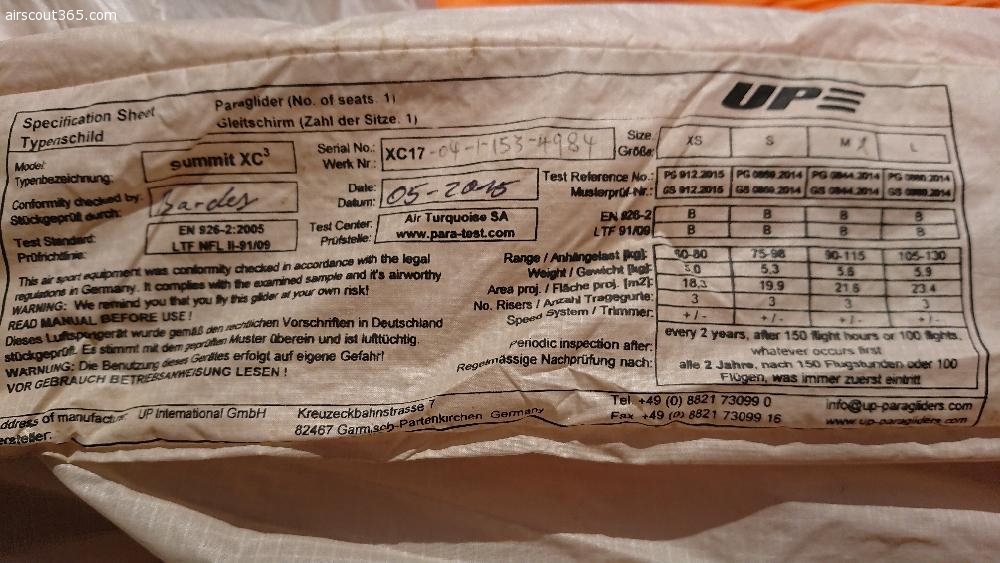 airscout365.com
Specification Sheet
Typenschild
Paraglider (No. of seats. 1)
Gleitschirm (Zahl der Sitze. 1)
UP
Model:
Typenbezeichnung:
summit XC³
Serial No.:
Werk Nr.:
XC17-04-1-153-4984
Size
Größe:
XS S M L
Conformity checked by:
Stückgeprüft durch:
Date:
Datum:
05-2015
Test Reference No.:
Musterprüf-Nr.:
PS 912.2015 PG 0859.2014 PG 0844.2014 PG 0860.2014
GS 912.2015 GS 0859.2014 GS 0844.2014
Test Standard:
Prüfrichtlinie:
EN 926-2:2005
LTF NFL II-91/09
Test Center:
Prüfstelle:
Air Turquoise SA
www.para-test.com
EN 926-2 B B B B
LTF 91/09 B B B B
Range / Anhängelast [kg]: 60-80 75-98 90-115 105-130
Weight / Gewicht [kg]: 5.0 5,3 5.6 5.9
Area proj. / Fläche proj. [m2]: 18,3 19.9 21.6 23.4
No. Risers / Anzahl Tragegurte: 3 3 3 3
Speed System / Trimmer: +/- +/- +/- +/-
Periodic inspection after:
Regelmässige Nachprüfung nach:
every 2 years, after 150 flight hours or 100 flights,
whatever occurs first
alle 2 Jahre, nach 150 Flugstunden oder 100
Flügen, was immer zuerst eintritt
This air sport equipment was conformity checked in accordance with the legal
regulations in Germany. It complies with the examined sample and it's airworthy
WARNING: We remind you that you fly this glider at your own risk!
READ MANUAL BEFORE USE!
Dieses Luftsportgerät wurde gemäß den rechtlichen Vorschriften in Deutschland
stückgeprüft. Es stimmt mit dem geprüften Muster überein und ist lufttüchtig.
WARNUNG: Die Benutzung dieses Gerätes erfolgt auf eigene Gefahr!
VOR GEBRAUCH BETRIEBSANWEISUNG LESEN!
ddress of manufactur
ersteller:
UP International GmbH
Kreuzeckbahnstrasse 7
82467 Garmisch-Partenkirchen Germany
Tel. +49 (0) 8821 73099 0
Fax +49 (0) 8821 73099 16
info@up-paragliders.com
www.up-paragliders.com